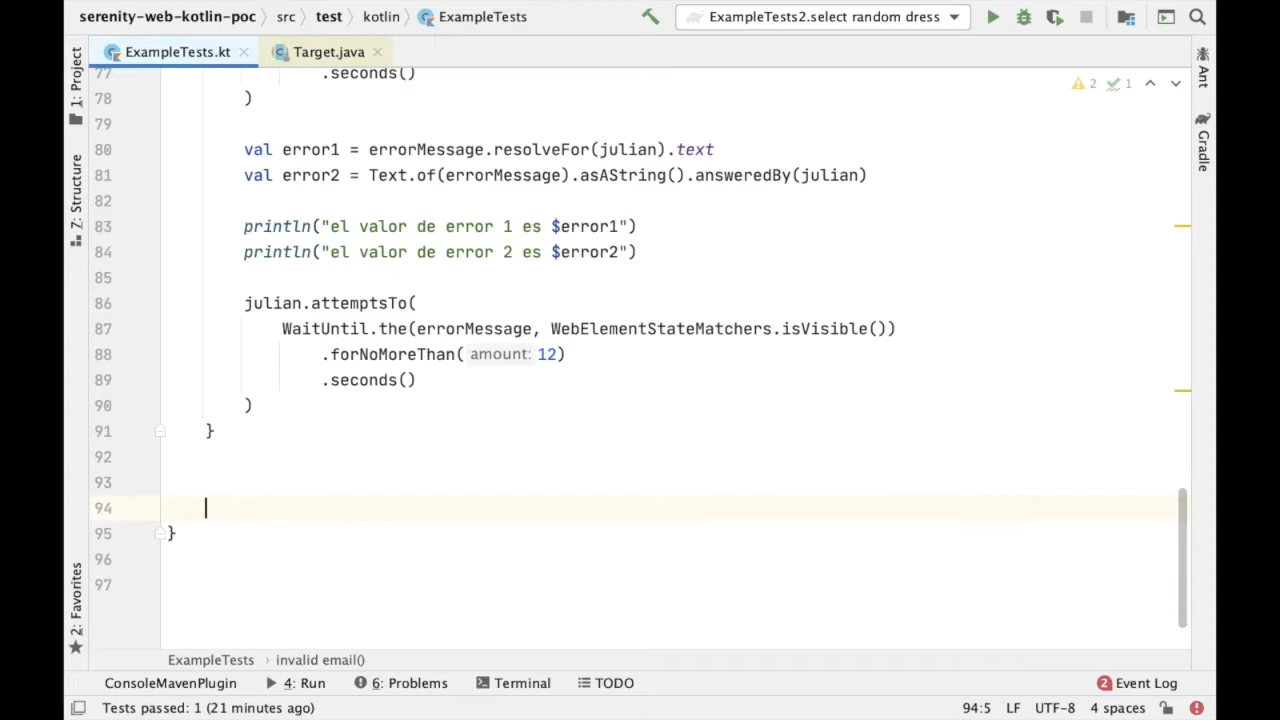 serenity-web-kotlin-poc src test kotlin ExampleTests ExampleTests2.select random dress
ExampleTests.kt Target.java
1: Project
7: Structure
2: Favorites
Ant
Gradle
2 1
77 .seconds()
78 )
79
80 val error1 = errorMessage.resolveFor(julian).text
81 val error2 = Text.of(errorMessage).asAString().answeredBy(julian)
82
83 println("el valor de error 1 es $error1")
84 println("el valor de error 2 es $error2")
85
86 julian.attemptsTo(
87 WaitUntil.the(errorMessage, WebElementStateMatchers.isVisible())
88 .forNoMoreThan( amount: 12)
89 .seconds()
90 )
91 }
92
93
94
95 }
96
97
ExampleTests › invalid email()
ConsoleMavenPlugin 4: Run 6: Problems Terminal TODO 2 Event Log
Tests passed: 1 (21 minutes ago) 94:5 LF UTF-8 4 spaces